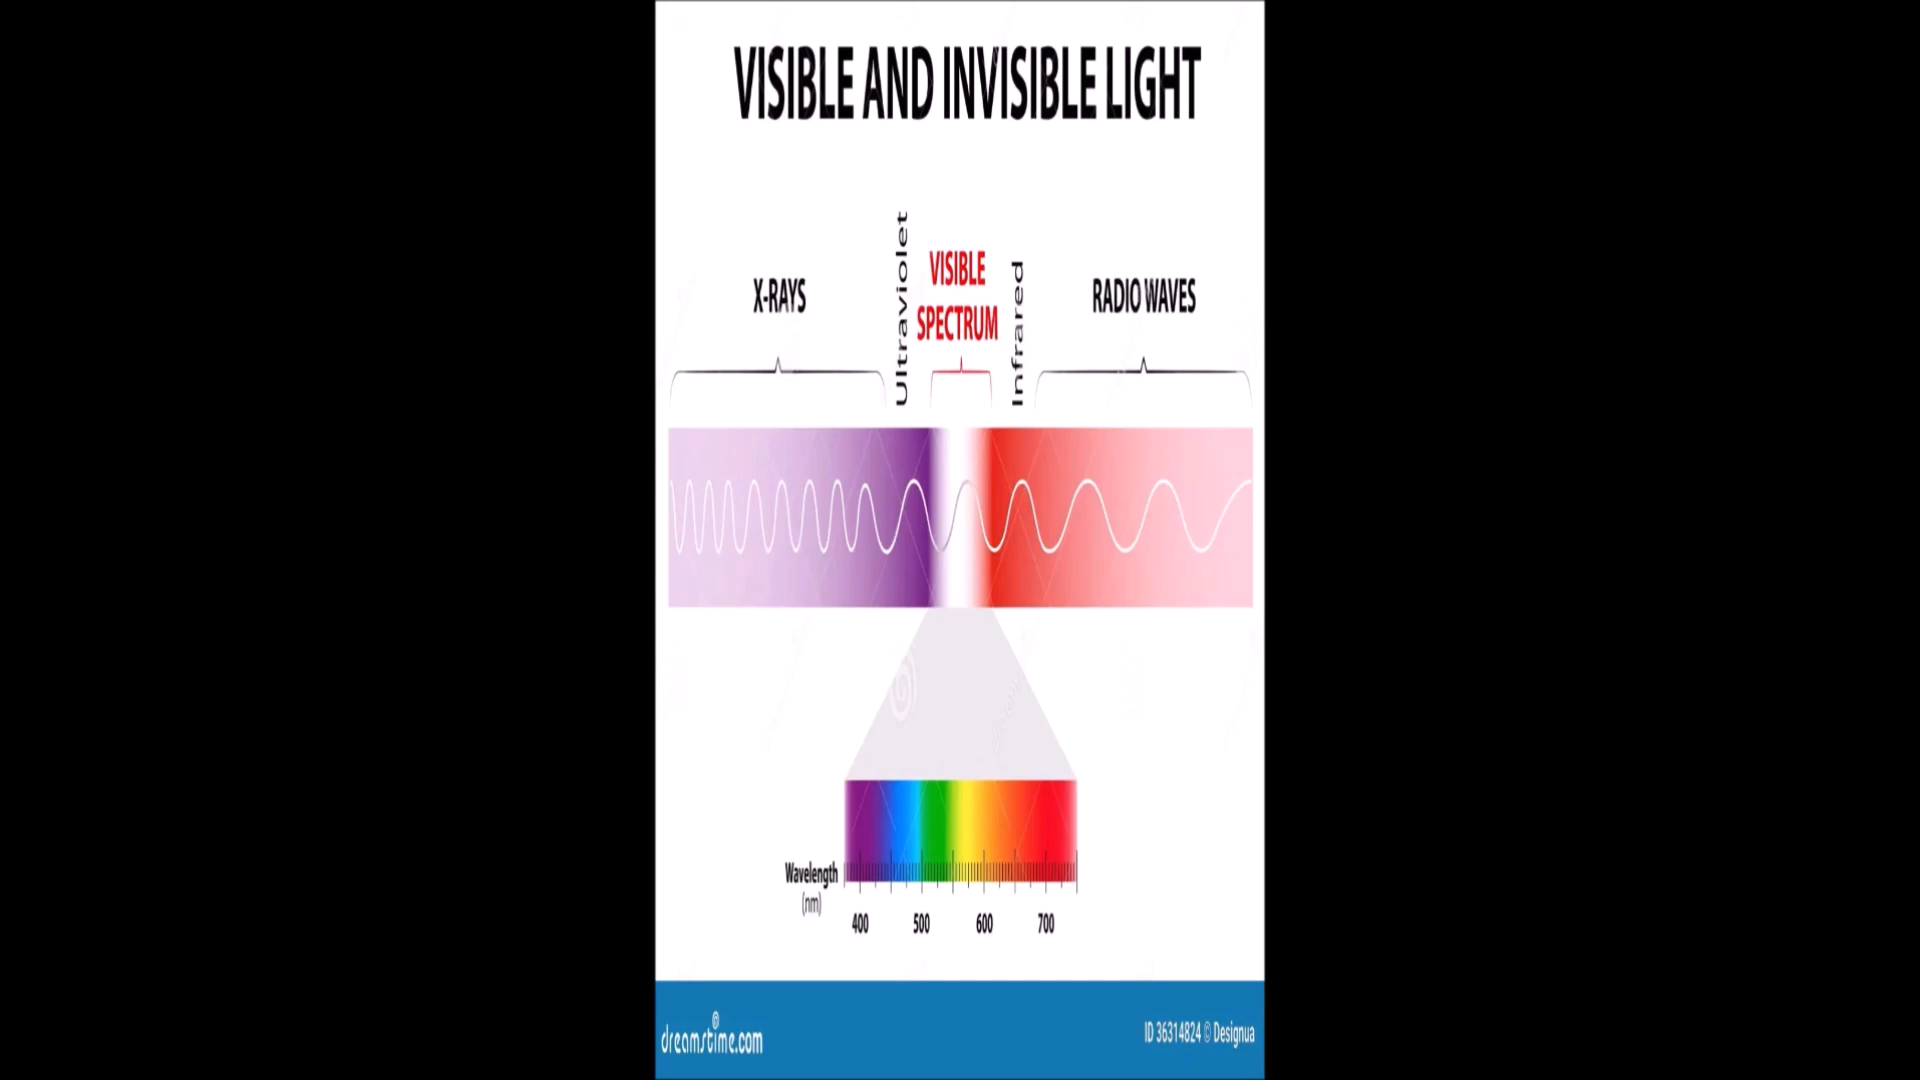 VISIBLE AND INVISIBLE LIGHT
X-RAYS
Ultraviolet
VISIBLE
SPECTRUM
Infrared
RADIO WAVES
Wavelength
(nm)
400 500 600 700
dreamstime.com
ID 36314824 © Designua